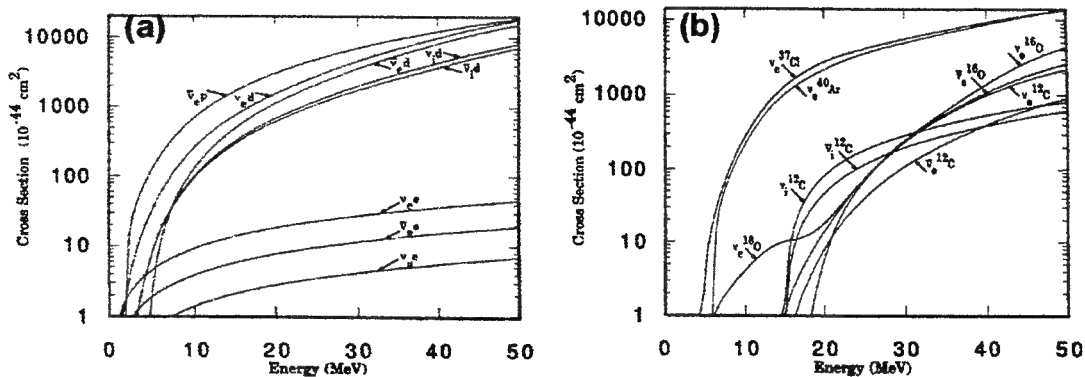 (a)
10000
1000
100
10
1
Cross Section (10⁻⁴⁴ cm²)
ν̄ₑp
νₑd
ν̄ₑd
νᵢd
ν̄ᵢd
νₑe
ν̄ₑe
ν_μe
0 10 20 30 40 50
Energy (MeV)
(b)
10000
1000
100
10
1
Cross Section (10⁻⁴⁴ cm²)
νₑ³⁷Cl
νₑ⁴⁰Ar
νₑ¹⁶O
ν̄ₑ¹⁶O
νₑ¹²C
ν̄ᵢ¹²C
νᵢ¹²C
ν̄ₑ¹²C
νₑ¹⁸O
0 10 20 30 40 50
Energy (MeV)